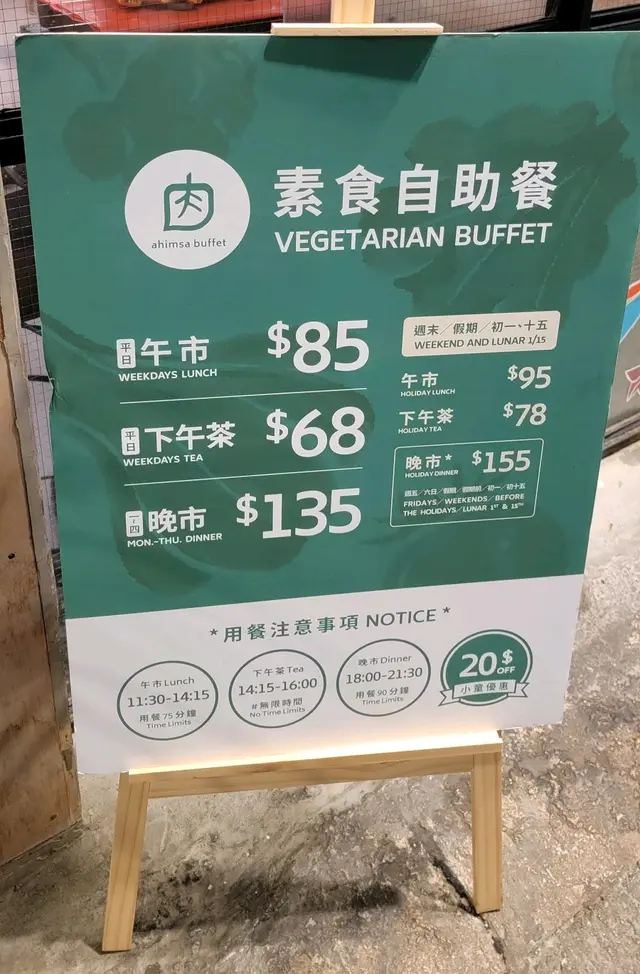 肉
ahimsa buffet
素食自助餐
VEGETARIAN BUFFET
平日 午市 $85
WEEKDAYS LUNCH
平日 下午茶 $68
WEEKDAYS TEA
一-四 晚市 $135
MON.-THU. DINNER
週末／假期／初一、十五
WEEKEND AND LUNAR 1/15
午市 $95
HOLIDAY LUNCH
下午茶 $78
HOLIDAY TEA
晚市* $155
HOLIDAY DINNER
週五／六日／假期／假期前／初一／初十五
FRIDAYS／WEEKENDS／BEFORE
THE HOLIDAYS／LUNAR 1ST & 15TH
*用餐注意事項 NOTICE*
午市 Lunch
11:30-14:15
用餐 75 分鐘
Time Limits
下午茶 Tea
14:15-16:00
#無限時間
No Time Limits
晚市 Dinner
18:00-21:30
用餐 90 分鐘
Time Limits
20.$ OFF
小童優惠